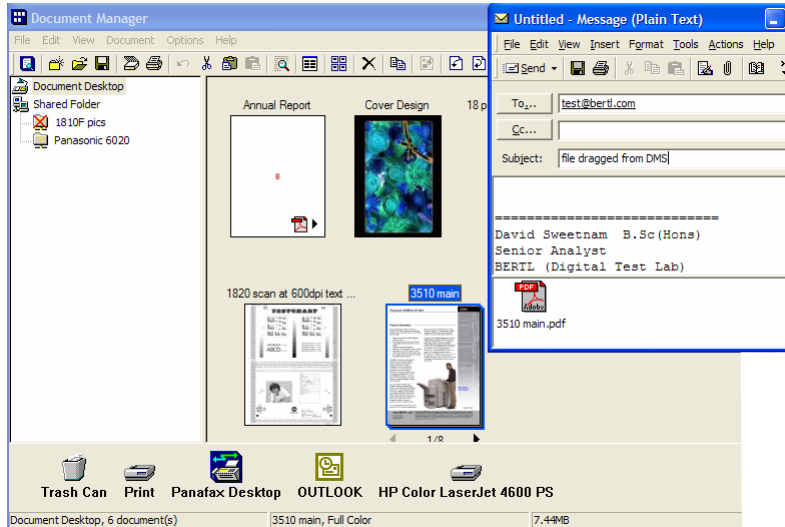 Document Manager
File Edit View Document Options Help
Document Desktop
Shared Folder
1810F pics
Panasonic 6020
Annual Report
Cover Design
18 p
1820 scan at 600dpi text ...
3510 main
TESTCHART
1/8
Trash Can
Print
Panafax Desktop
OUTLOOK
HP Color LaserJet 4600 PS
Document Desktop, 6 document(s)
3510 main, Full Color
7.44MB
Untitled - Message (Plain Text)
File Edit View Insert Format Tools Actions Help
Send
To...
test@bertl.com
Cc...
Subject:
file dragged from DMS
============================
David Sweetnam B.Sc(Hons)
Senior Analyst
BERTL (Digital Test Lab)
PDF
Adobe
3510 main.pdf